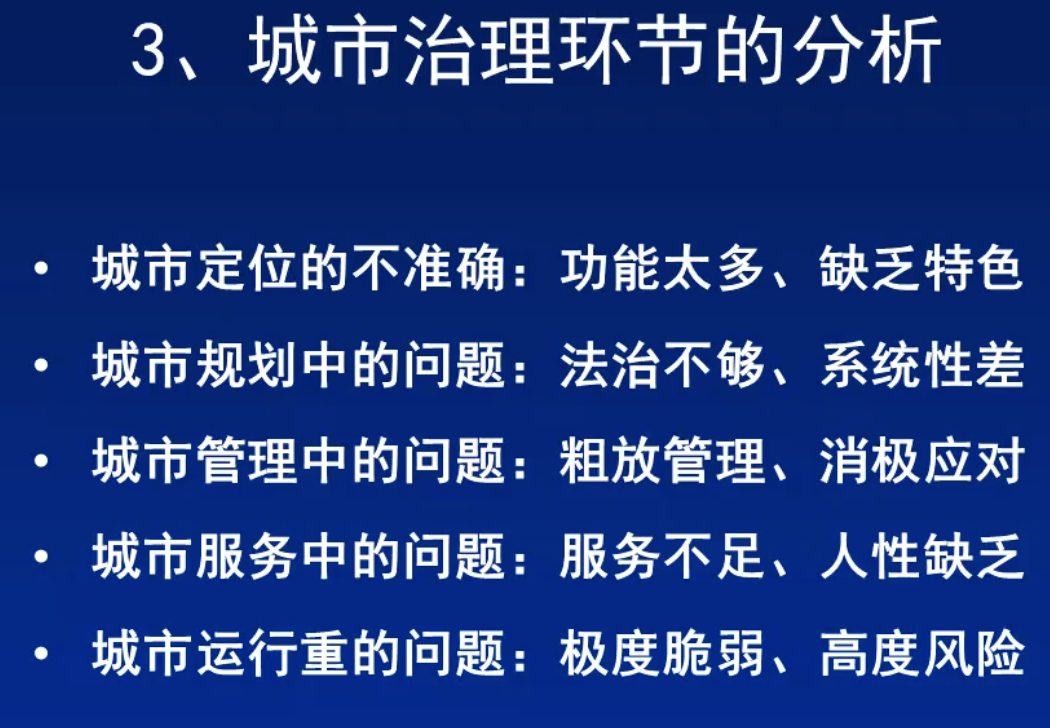 3、城市治理环节的分析
• 城市定位的不准确：功能太多、缺乏特色
• 城市规划中的问题：法治不够、系统性差
• 城市管理中的问题：粗放管理、消极应对
• 城市服务中的问题：服务不足、人性缺乏
• 城市运行重的问题：极度脆弱、高度风险